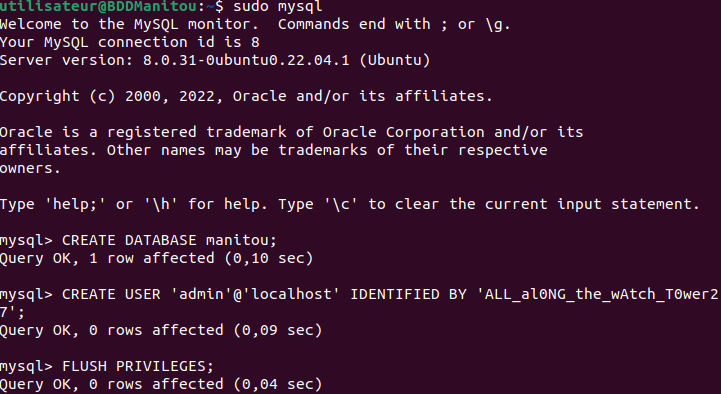 utilisateur@BDDManitou:~$ sudo mysql
Welcome to the MySQL monitor.  Commands end with ; or \g.
Your MySQL connection id is 8
Server version: 8.0.31-0ubuntu0.22.04.1 (Ubuntu)
Copyright (c) 2000, 2022, Oracle and/or its affiliates.
Oracle is a registered trademark of Oracle Corporation and/or its
affiliates. Other names may be trademarks of their respective
owners.
Type 'help;' or '\h' for help. Type '\c' to clear the current input statement.
mysql> CREATE DATABASE manitou;
Query OK, 1 row affected (0,10 sec)
mysql> CREATE USER 'admin'@'localhost' IDENTIFIED BY 'ALL_al0NG_the_wAtch_T0wer2
7';
Query OK, 0 rows affected (0,09 sec)
mysql> FLUSH PRIVILEGES;
Query OK, 0 rows affected (0,04 sec)